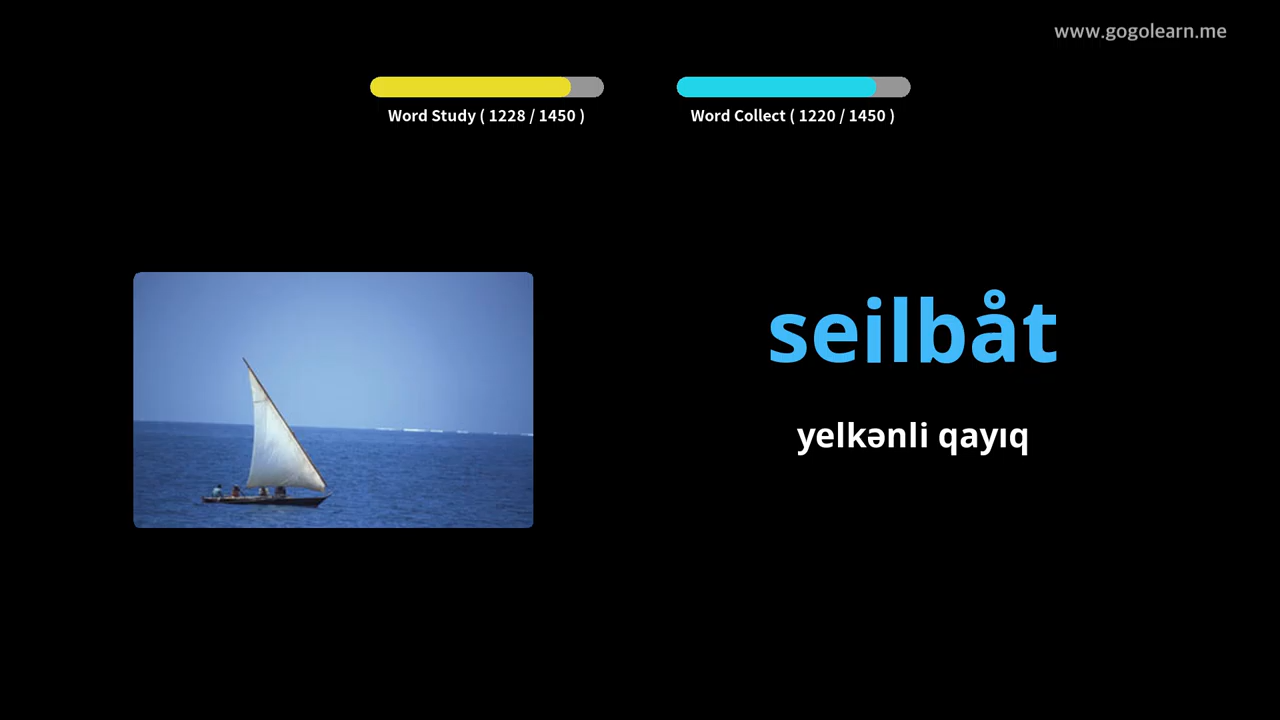 www.gogolearn.me
Word Study ( 1228 / 1450 )
Word Collect ( 1220 / 1450 )
seilbåt
yelkənli qayıq